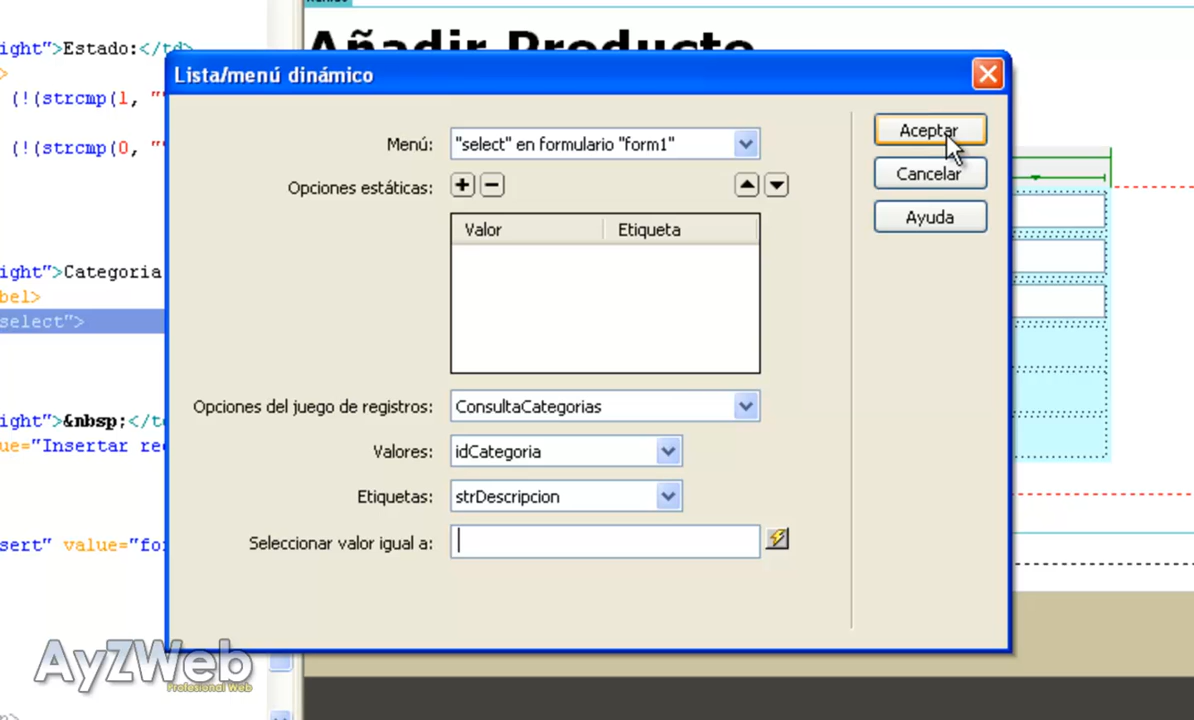 Añadir Producto
ight">Estado:</td>
(!(strcmp(1, ""
(!(strcmp(0, ""
ight">Categoria
bel>
select">
ight">&nbsp;</t
ue="Insertar re
sert" value="fo
Lista/menú dinámico
Menú: "select" en formulario "form1"
Opciones estáticas:
Valor Etiqueta
Opciones del juego de registros: ConsultaCategorias
Valores: idCategoria
Etiquetas: strDescripcion
Seleccionar valor igual a:
Aceptar
Cancelar
Ayuda
AyZWeb
Profesional Web